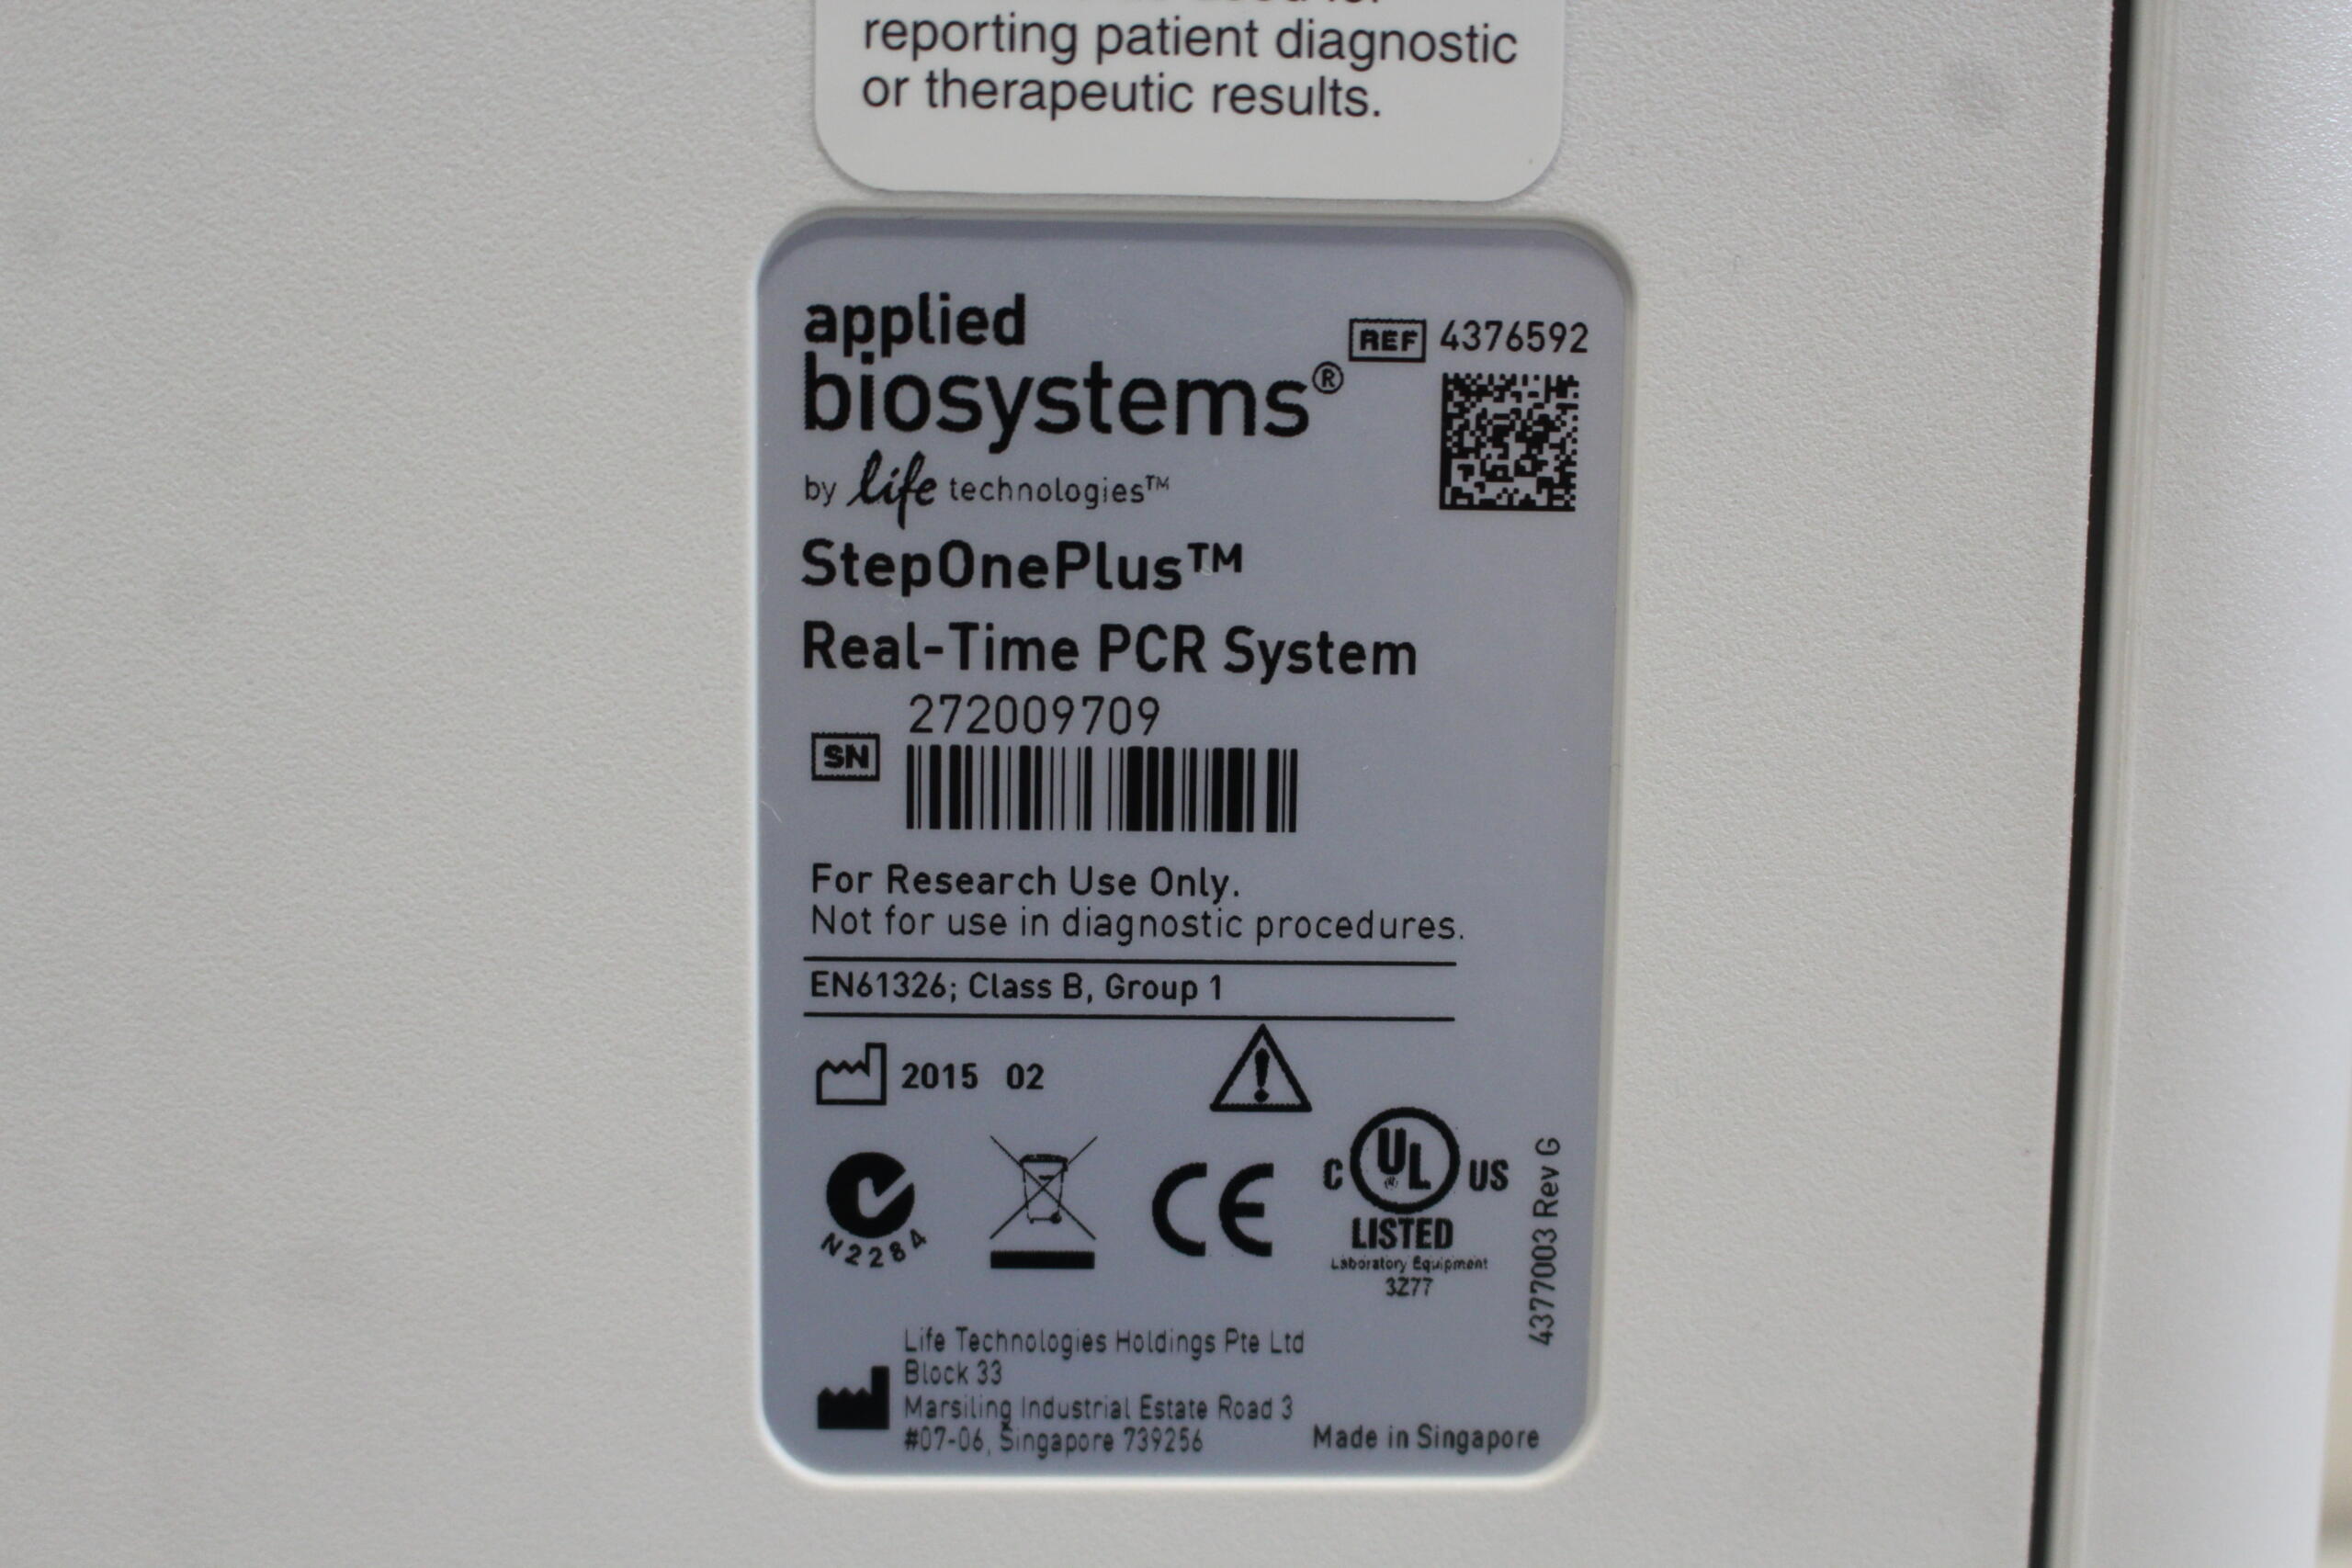 used for
reporting patient diagnostic
or therapeutic results.
applied
biosystems®
REF 4376592
by life technologies™
StepOnePlus™
Real-Time PCR System
272009709
SN
For Research Use Only.
Not for use in diagnostic procedures.
EN61326; Class B, Group 1
2015 02
N2284
CE
C UL® US
LISTED
Laboratory Equipment
3Z77
4377003 Rev G
Life Technologies Holdings Pte Ltd
Block 33
Marsiling Industrial Estate Road 3
#07-06, Singapore 739256
Made in Singapore